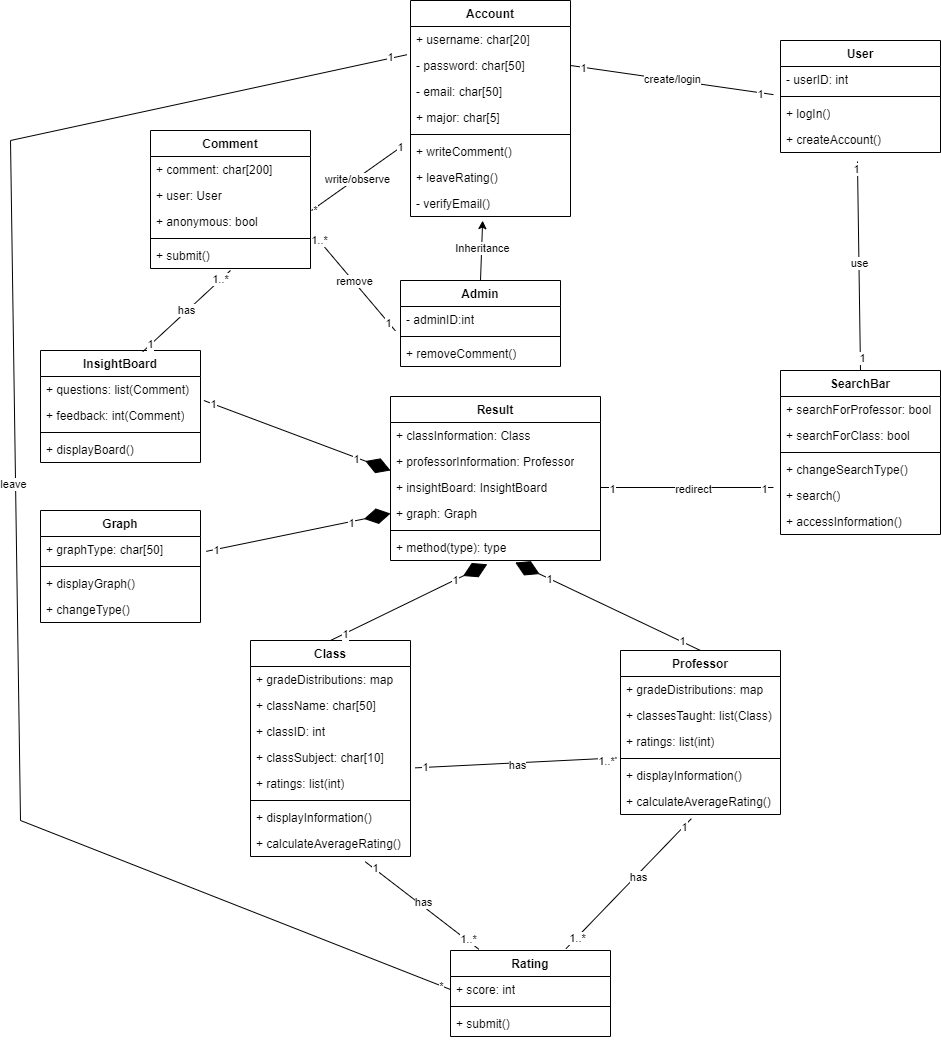 Account
+ username: char[20]
- password: char[50]
- email: char[50]
+ major: char[5]
+ writeComment()
+ leaveRating()
- verifyEmail()
1
1
create/login
1
User
- userID: int
+ logIn()
+ createAccount()
Comment
+ comment: char[200]
+ user: User
+ anonymous: bool
+ submit()
1
write/observe
*
1..*
remove
1
Inheritance
Admin
- adminID:int
+ removeComment()
1
use
1
1..*
has
1
InsightBoard
+ questions: list(Comment)
+ feedback: int(Comment)
+ displayBoard()
1
1
Result
+ classInformation: Class
+ professorInformation: Professor
+ insightBoard: InsightBoard
+ graph: Graph
+ method(type): type
1
redirect
1
SearchBar
+ searchForProfessor: bool
+ searchForClass: bool
+ changeSearchType()
+ search()
+ accessInformation()
leave
Graph
+ graphType: char[50]
+ displayGraph()
+ changeType()
1
1
1
1
1
1
Class
+ gradeDistributions: map
+ className: char[50]
+ classID: int
+ classSubject: char[10]
+ ratings: list(int)
+ displayInformation()
+ calculateAverageRating()
1
has
1..*
Professor
+ gradeDistributions: map
+ classesTaught: list(Class)
+ ratings: list(int)
+ displayInformation()
+ calculateAverageRating()
1
has
1..*
1
has
1..*
*
Rating
+ score: int
+ submit()